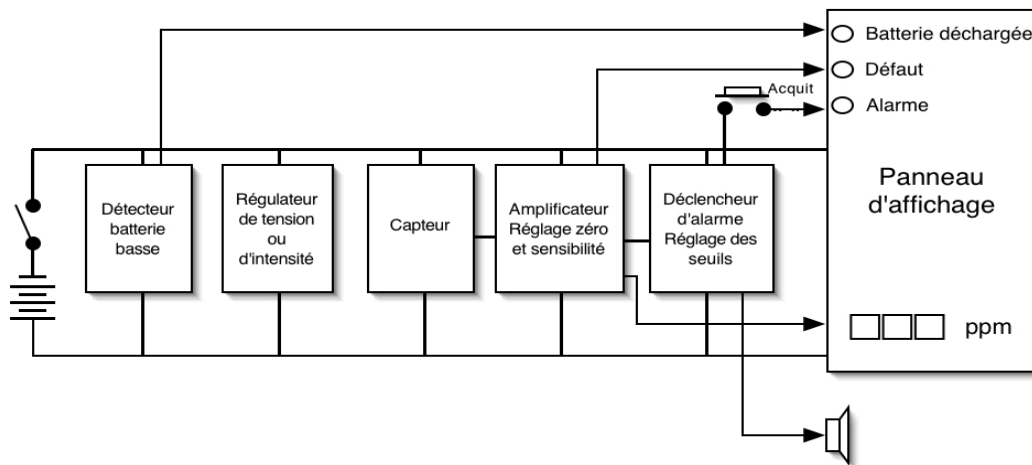 Batterie déchargée
Défaut
Acquit
Alarme
Détecteur
batterie
basse
Régulateur
de tension
ou
d'intensité
Capteur
Amplificateur
Réglage zéro
et sensibilité
Déclencheur
d'alarme
Réglage des
seuils
Panneau
d'affichage
ppm